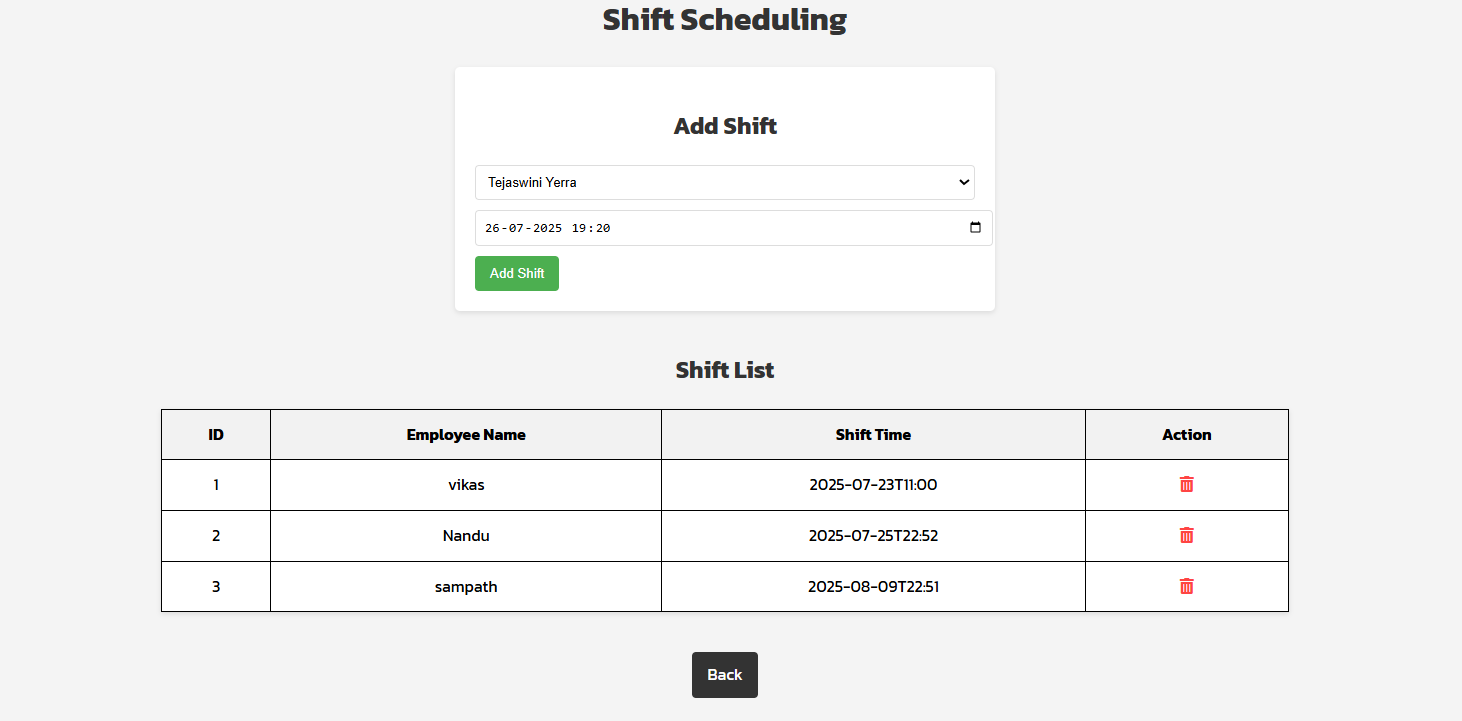 Shift Scheduling
Add Shift
Tejaswini Yerra
26-07-2025 19:20
Add Shift
Shift List
ID Employee Name Shift Time Action
1 vikas 2025-07-23T11:00
2 Nandu 2025-07-25T22:52
3 sampath 2025-08-09T22:51
Back